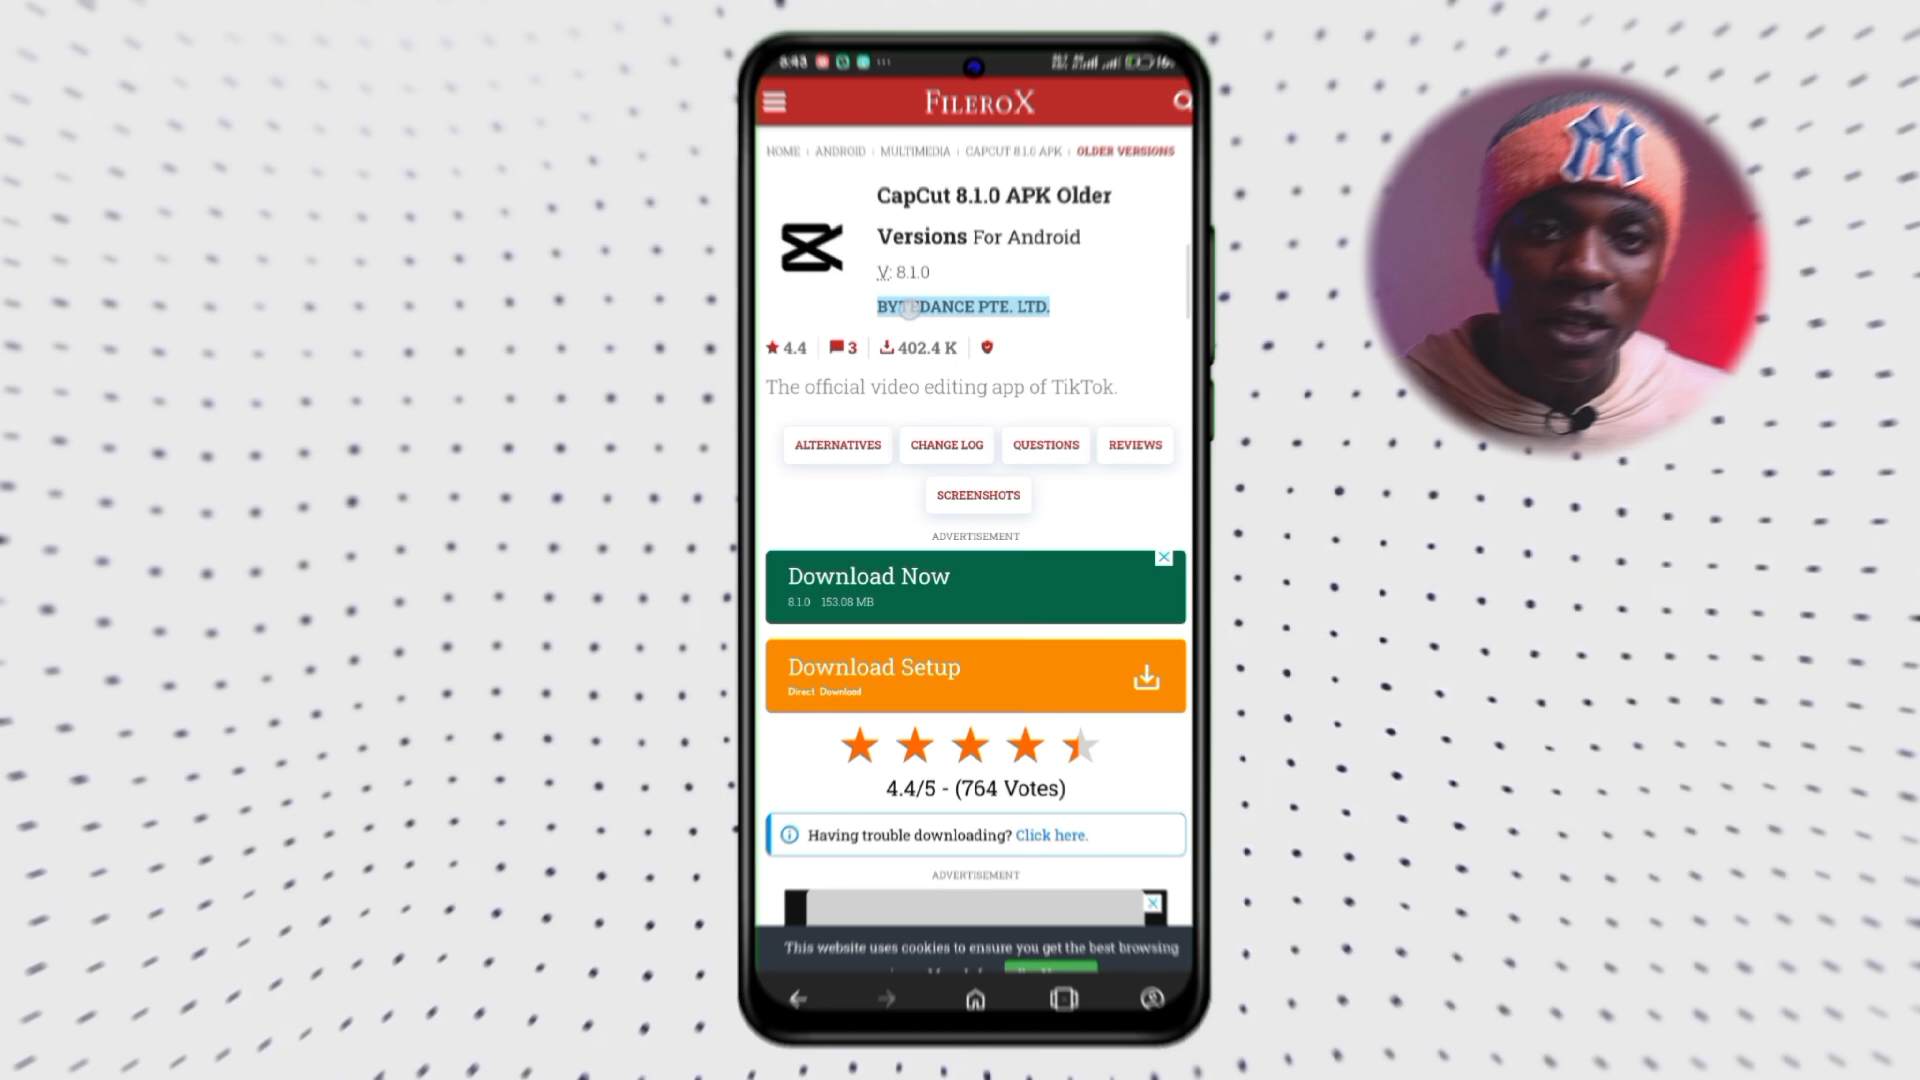 8:43
FILEROX
HOME ANDROID MULTIMEDIA CAPCUT 8.1.0 APK OLDER VERSIONS
CapCut 8.1.0 APK Older
Versions For Android
V: 8.1.0
BYTEDANCE PTE. LTD.
4.4 3 402.4 K
The official video editing app of TikTok.
ALTERNATIVES CHANGE LOG QUESTIONS REVIEWS
SCREENSHOTS
ADVERTISEMENT
Download Now
8.1.0 153.08 MB
Download Setup
Direct Download
4.4/5 - (764 Votes)
Having trouble downloading? Click here.
ADVERTISEMENT
This website uses cookies to ensure you get the best browsing
NY